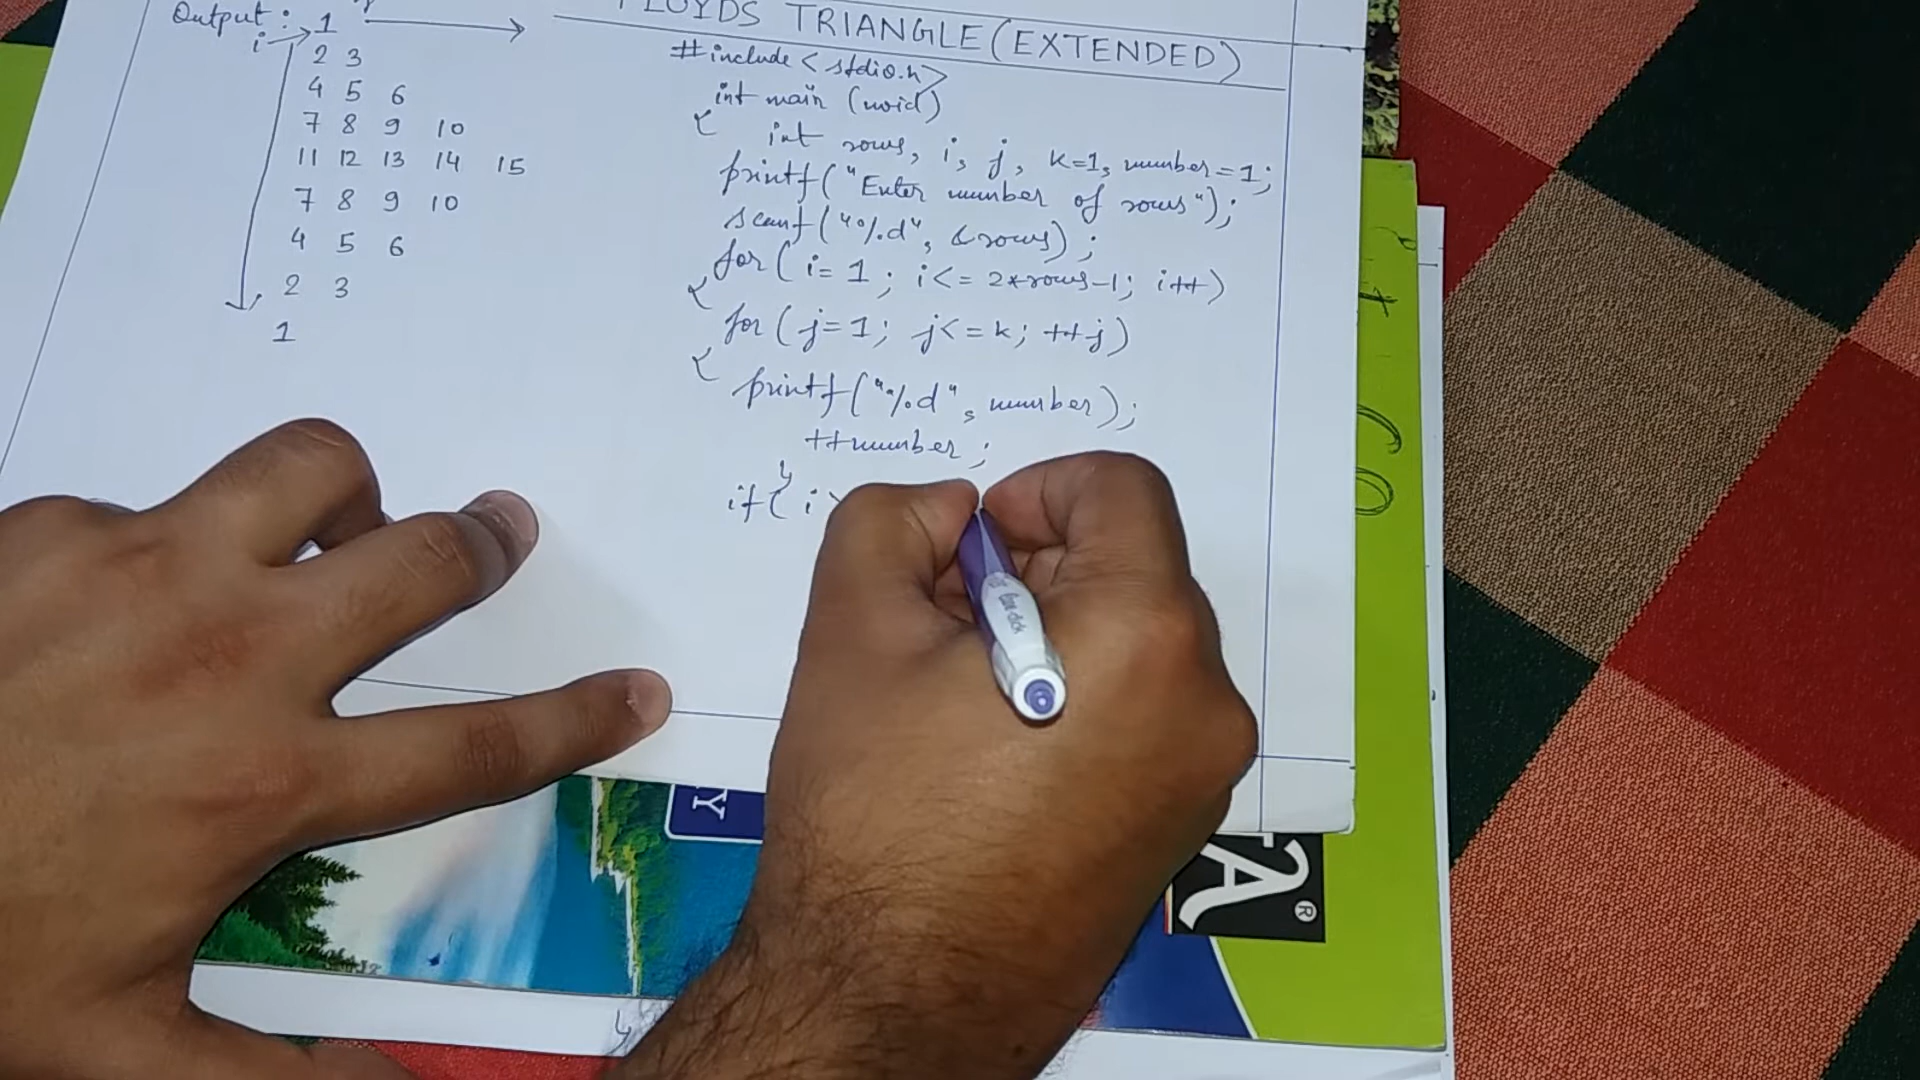 Output : 1
i
2 3
4 5 6
7 8 9 10
11 12 13 14 15
7 8 9 10
4 5 6
2 3
1
FLOYDS TRIANGLE (EXTENDED)
#include <stdio.h>
int main (void)
{
int rows, i, j, k=1, number=1;
printf("Enter number of rows");
scanf("%d", &rows);
for( i=1; i<=2*rows-1; i++)
{
for (j=1; j<=k; ++j)
{
printf("%d", number);
++number;
}
if( i>
One-click
A®